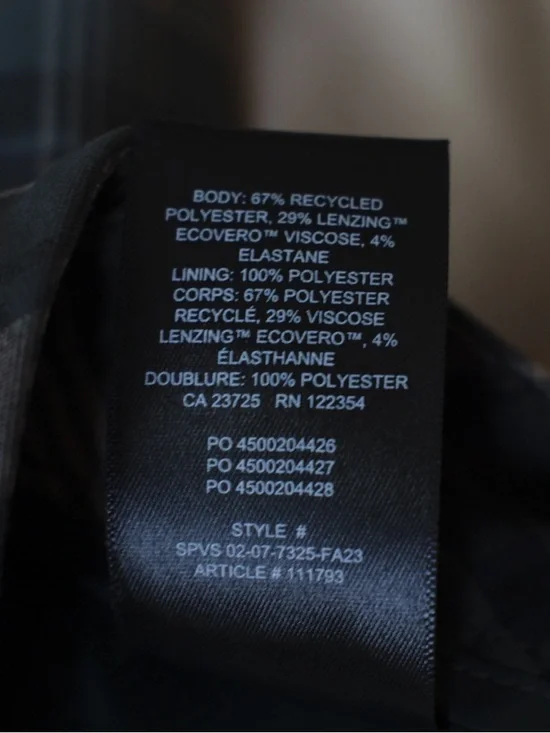 BODY: 67% RECYCLED
POLYESTER, 29% LENZING™
ECOVERO™ VISCOSE, 4%
ELASTANE
LINING: 100% POLYESTER
CORPS: 67% POLYESTER
RECYCLÉ, 29% VISCOSE
LENZING™ ECOVERO™, 4%
ÉLASTHANNE
DOUBLURE: 100% POLYESTER
CA 23725 RN 122354
PO 4500204426
PO 4500204427
PO 4500204428
STYLE #
SPVS 02-07-7325-FA23
ARTICLE # 111793